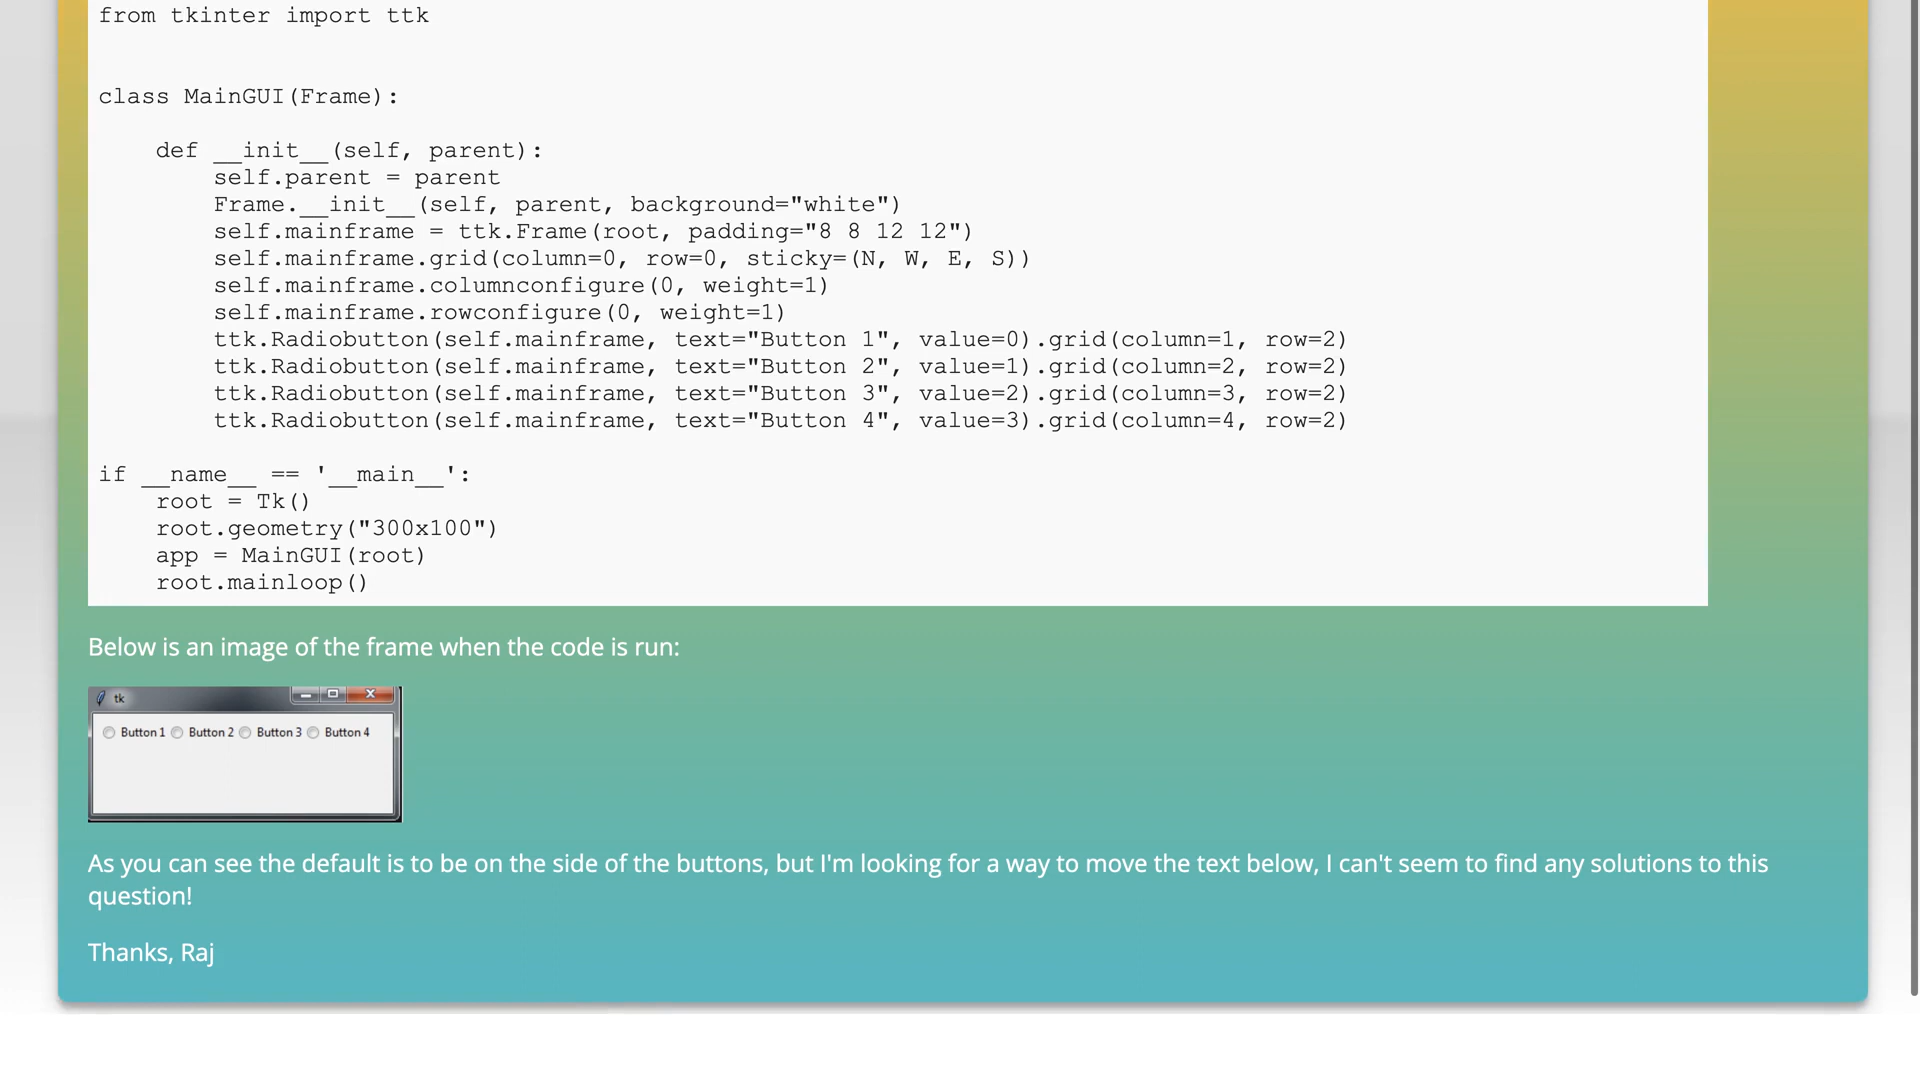 from tkinter import ttk
class MainGUI(Frame):
    def __init__(self, parent):
        self.parent = parent
        Frame.__init__(self, parent, background="white")
        self.mainframe = ttk.Frame(root, padding="8 8 12 12")
        self.mainframe.grid(column=0, row=0, sticky=(N, W, E, S))
        self.mainframe.columnconfigure(0, weight=1)
        self.mainframe.rowconfigure(0, weight=1)
        ttk.Radiobutton(self.mainframe, text="Button 1", value=0).grid(column=1, row=2)
        ttk.Radiobutton(self.mainframe, text="Button 2", value=1).grid(column=2, row=2)
        ttk.Radiobutton(self.mainframe, text="Button 3", value=2).grid(column=3, row=2)
        ttk.Radiobutton(self.mainframe, text="Button 4", value=3).grid(column=4, row=2)
if __name__ == '__main__':
    root = Tk()
    root.geometry("300x100")
    app = MainGUI(root)
    root.mainloop()
Below is an image of the frame when the code is run:
tk
Button 1 Button 2 Button 3 Button 4
As you can see the default is to be on the side of the buttons, but I'm looking for a way to move the text below, I can't seem to find any solutions to this
question!
Thanks, Raj